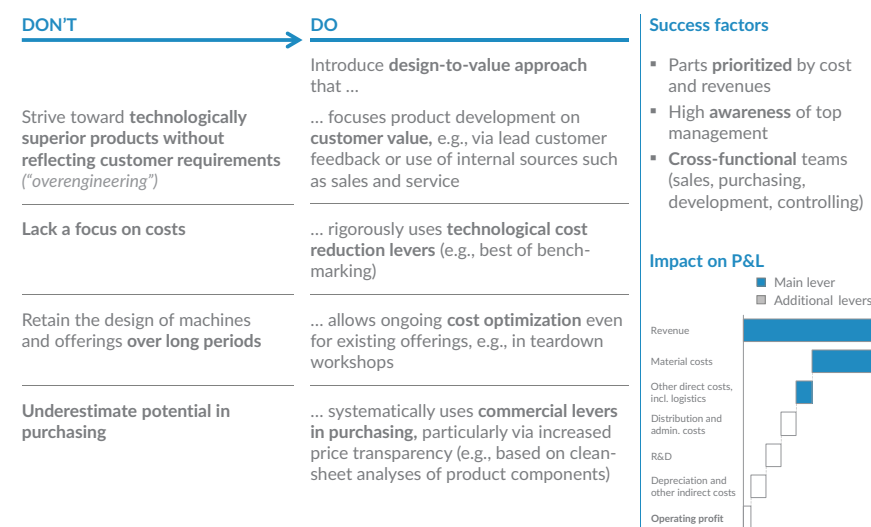 DON'T
Strive toward technologically
superior products without
reflecting customer requirements
("overengineering")
Lack a focus on costs
Retain the design of machines
and offerings over long periods
Underestimate potential in
purchasing
DO
Introduce design-to-value approach
that ...
... focuses product development on
customer value, e.g., via lead customer
feedback or use of internal sources such
as sales and service
... rigorously uses technological cost
reduction levers (e.g., best of bench-
marking)
... allows ongoing cost optimization even
for existing offerings, e.g., in teardown
workshops
... systematically uses commercial levers
in purchasing, particularly via increased
price transparency (e.g., based on clean-
sheet analyses of product components)
Success factors
▪ Parts prioritized by cost
and revenues
▪ High awareness of top
management
▪ Cross-functional teams
(sales, purchasing,
development, controlling)
Impact on P&L
Main lever
Additional levers
Revenue
Material costs
Other direct costs,
incl. logistics
Distribution and
admin. costs
R&D
Depreciation and
other indirect costs
Operating profit